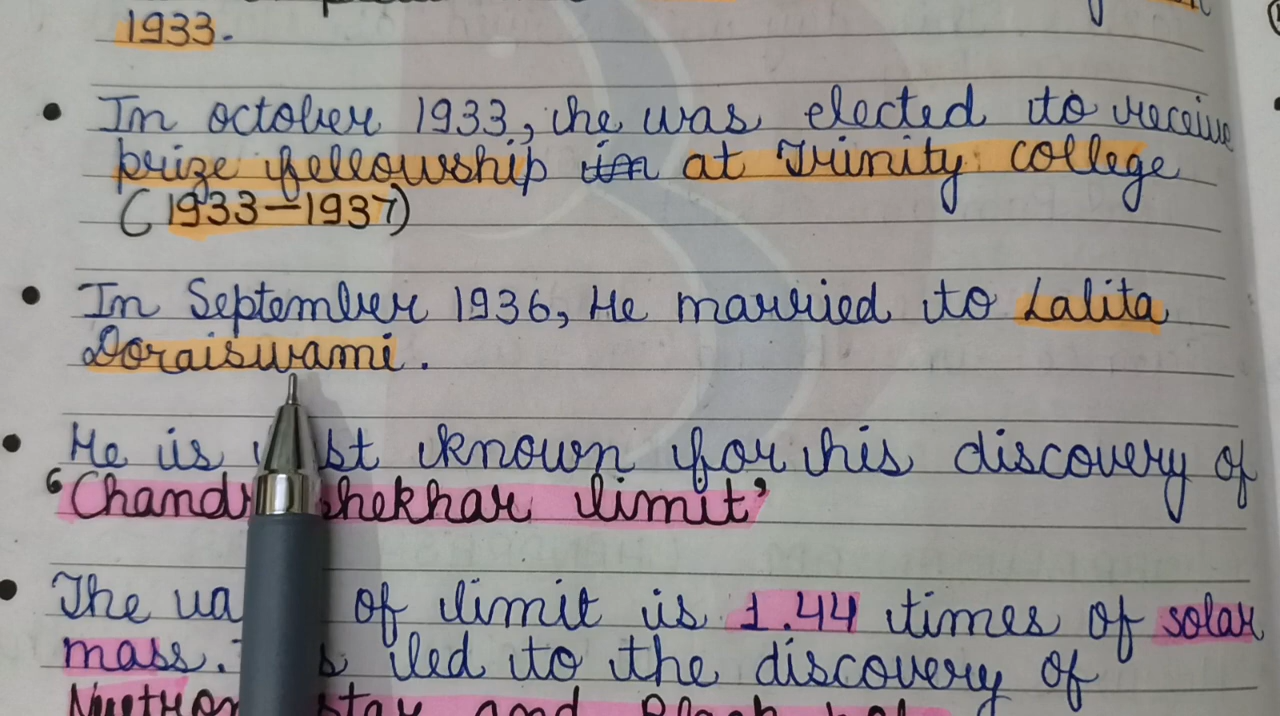 1933.
• In october 1933, he was elected to receive
prize fellowship at Trinity college
(1933-1937)
• In September 1936, He married to Lalita
Doraiswami.
• He is known for his discovery of
'Chandrshekhar limit'
• The of limit is 1.44 times of solar
mass. led to the discovery of
and